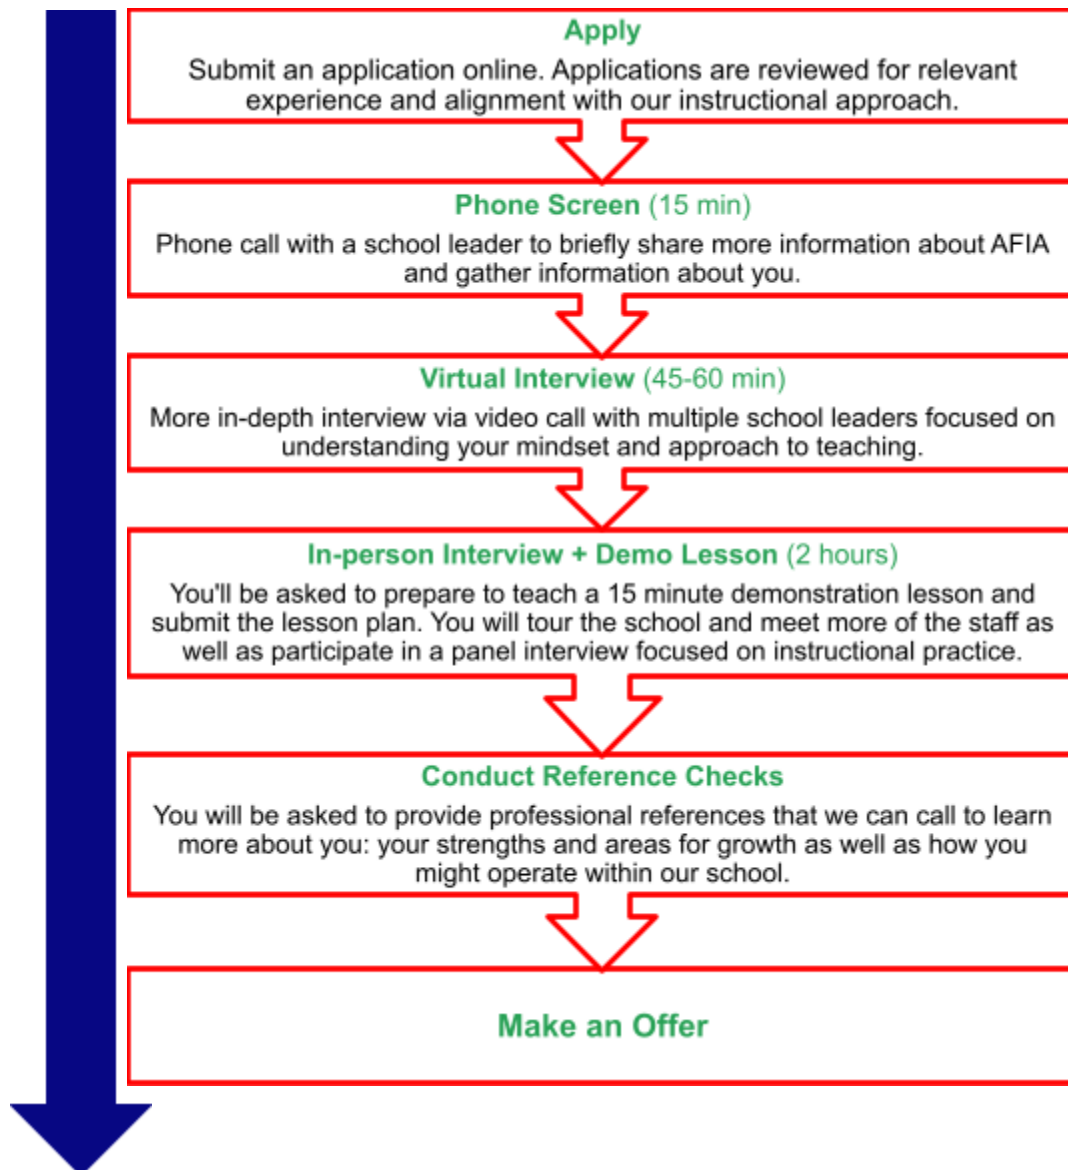 Apply
Submit an application online. Applications are reviewed for relevant
experience and alignment with our instructional approach.
Phone Screen (15 min)
Phone call with a school leader to briefly share more information about AFIA
and gather information about you.
Virtual Interview (45-60 min)
More in-depth interview via video call with multiple school leaders focused on
understanding your mindset and approach to teaching.
In-person Interview + Demo Lesson (2 hours)
You'll be asked to prepare to teach a 15 minute demonstration lesson and
submit the lesson plan. You will tour the school and meet more of the staff as
well as participate in a panel interview focused on instructional practice.
Conduct Reference Checks
You will be asked to provide professional references that we can call to learn
more about you: your strengths and areas for growth as well as how you
might operate within our school.
Make an Offer